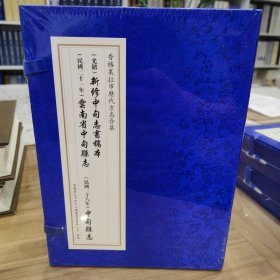 香格里拉市歷代方志合集
（光緒）新修中甸志書稿本
（民國二十一年）雲南省中甸縣志
（民國二十八年）中甸縣志